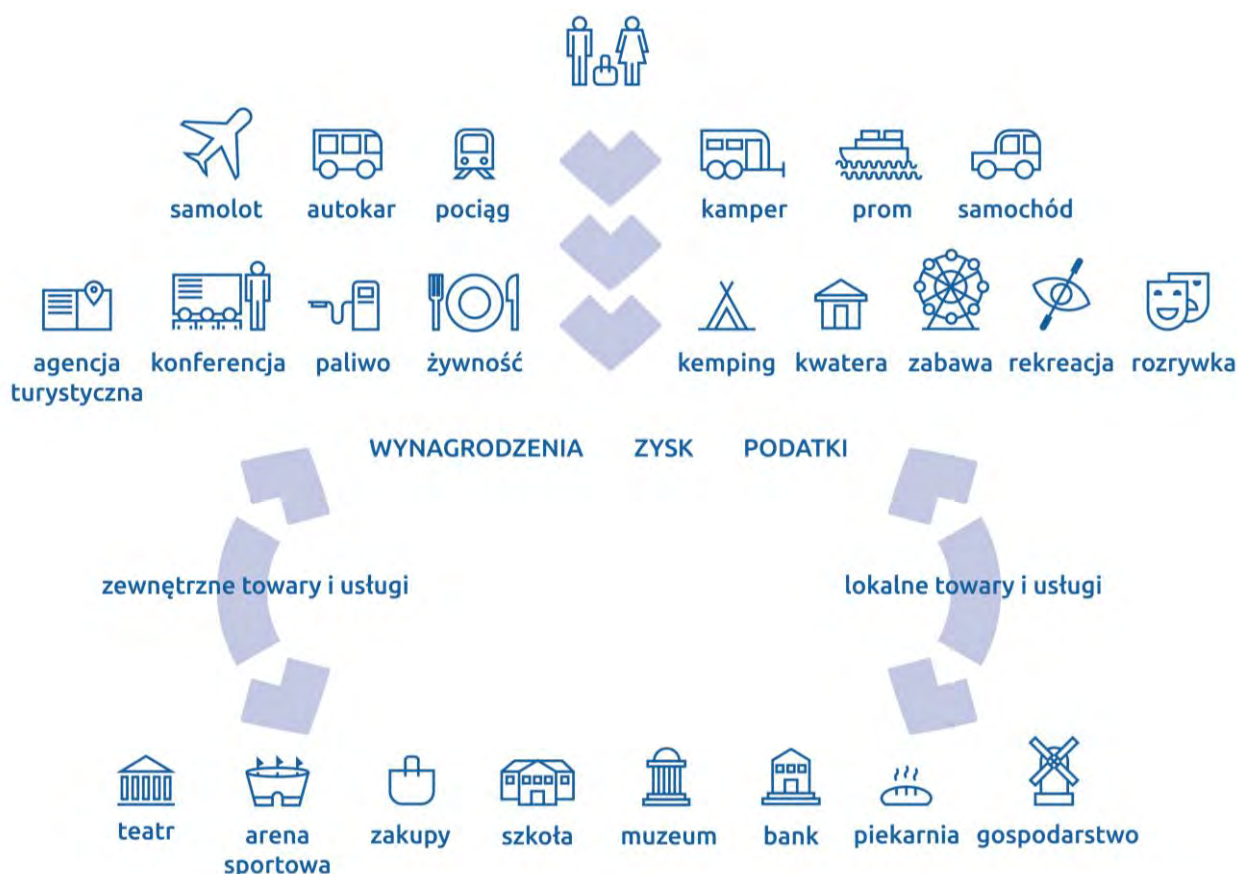 samolot autokar pociąg kamper prom samochód
agencja turystyczna konferencja paliwo żywność kemping kwatera zabawa rekreacja rozrywka
WYNAGRODZENIA ZYSK PODATKI
zewnętrzne towary i usługi lokalne towary i usługi
teatr arena sportowa zakupy szkoła muzeum bank piekarnia gospodarstwo